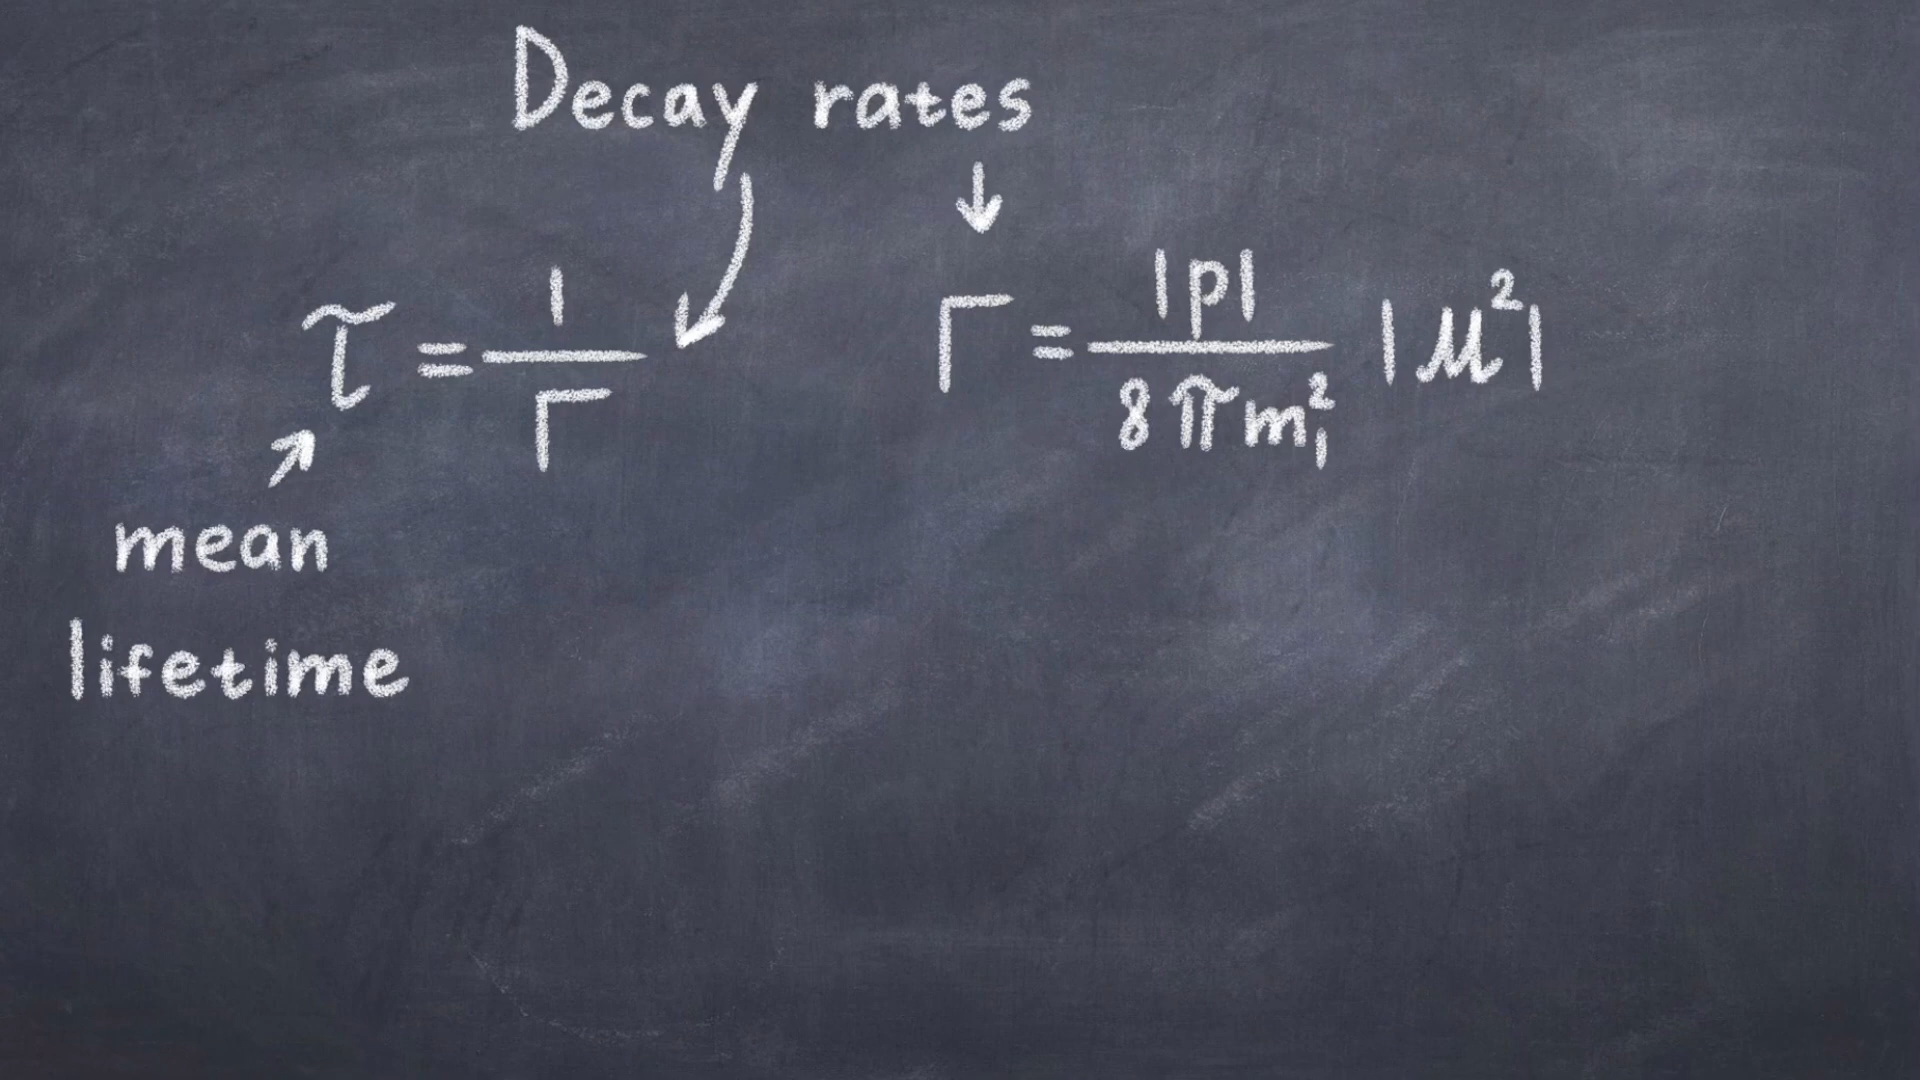 Decay rates
τ = 1/Γ
Γ = |p|/8πm₁² |ℳ²|
mean
lifetime